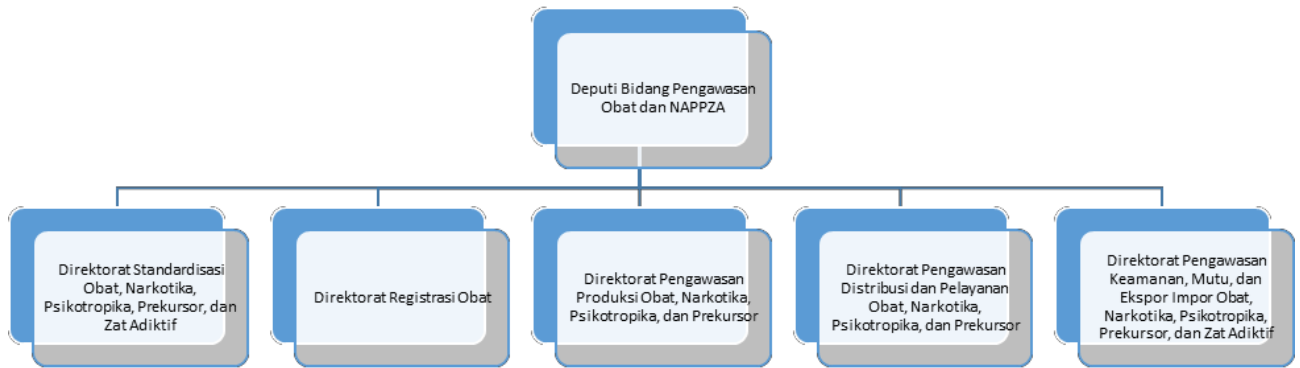 Deputi Bidang Pengawasan
Obat dan NAPPZA
Direktorat Standardisasi
Obat, Narkotika,
Psikotropika, Prekursor, dan
Zat Adiktif
Direktorat Registrasi Obat
Direktorat Pengawasan
Produksi Obat, Narkotika,
Psikotropika, dan Prekursor
Direktorat Pengawasan
Distribusi dan Pelayanan
Obat, Narkotika,
Psikotropika, dan Prekursor
Direktorat Pengawasan
Keamanan, Mutu, dan
Ekspor Impor Obat,
Narkotika, Psikotropika,
Prekursor, dan Zat Adiktif